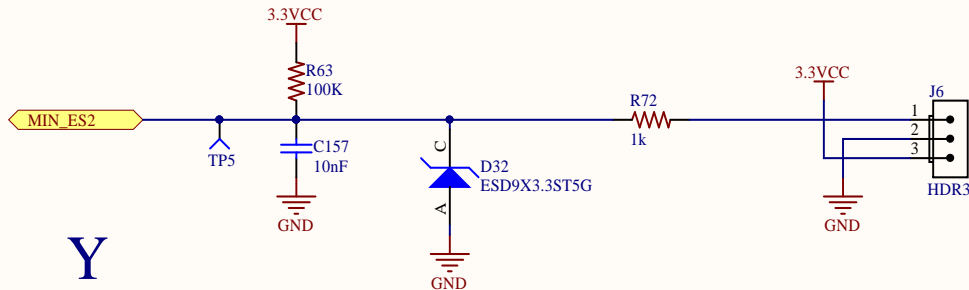 3.3VCC
R63
100K
3.3VCC
J6
MIN_ES2
TP5
C157
10nF
GND
C
D32
ESD9X3.3ST5G
A
GND
R72
1k
1
2
3
HDR3
GND
Y